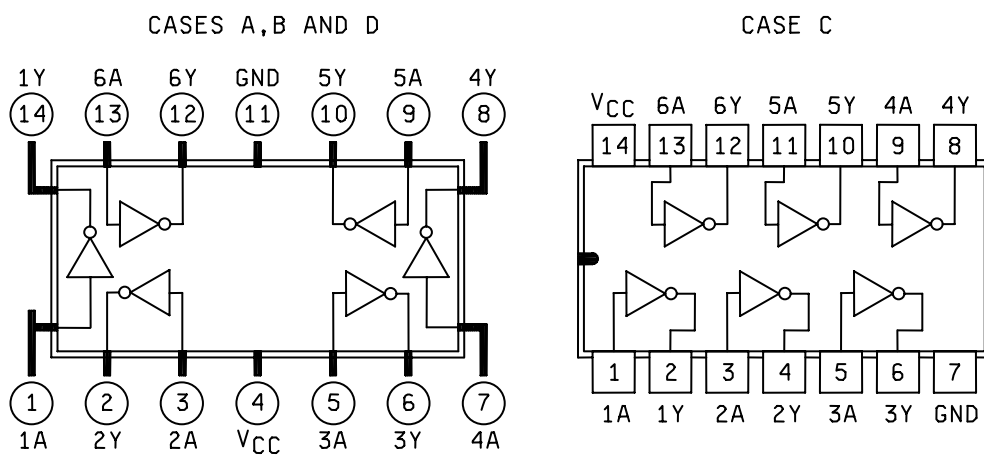 CASES A,B AND D
1Y 6A 6Y GND 5Y 5A 4Y
14 13 12 11 10 9 8
1 2 3 4 5 6 7
1A 2Y 2A VCC 3A 3Y 4A
CASE C
VCC 6A 6Y 5A 5Y 4A 4Y
14 13 12 11 10 9 8
1 2 3 4 5 6 7
1A 1Y 2A 2Y 3A 3Y GND